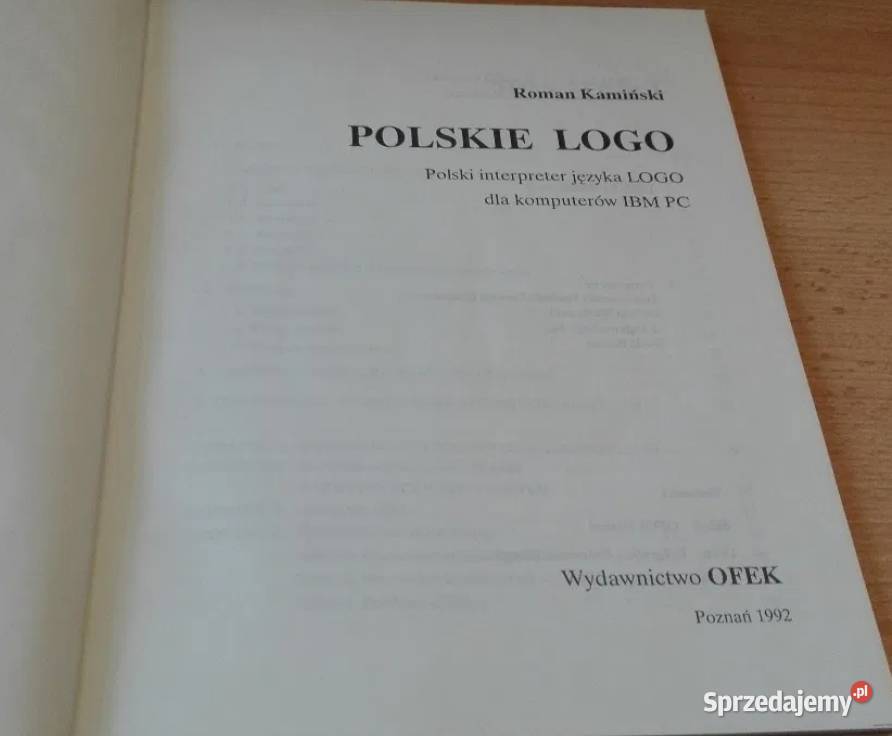 Roman Kamiński
POLSKIE LOGO
Polski interpreter języka LOGO
dla komputerów IBM PC
Wydawnictwo OFEK
Poznań 1992
Sprzedajemy.pl